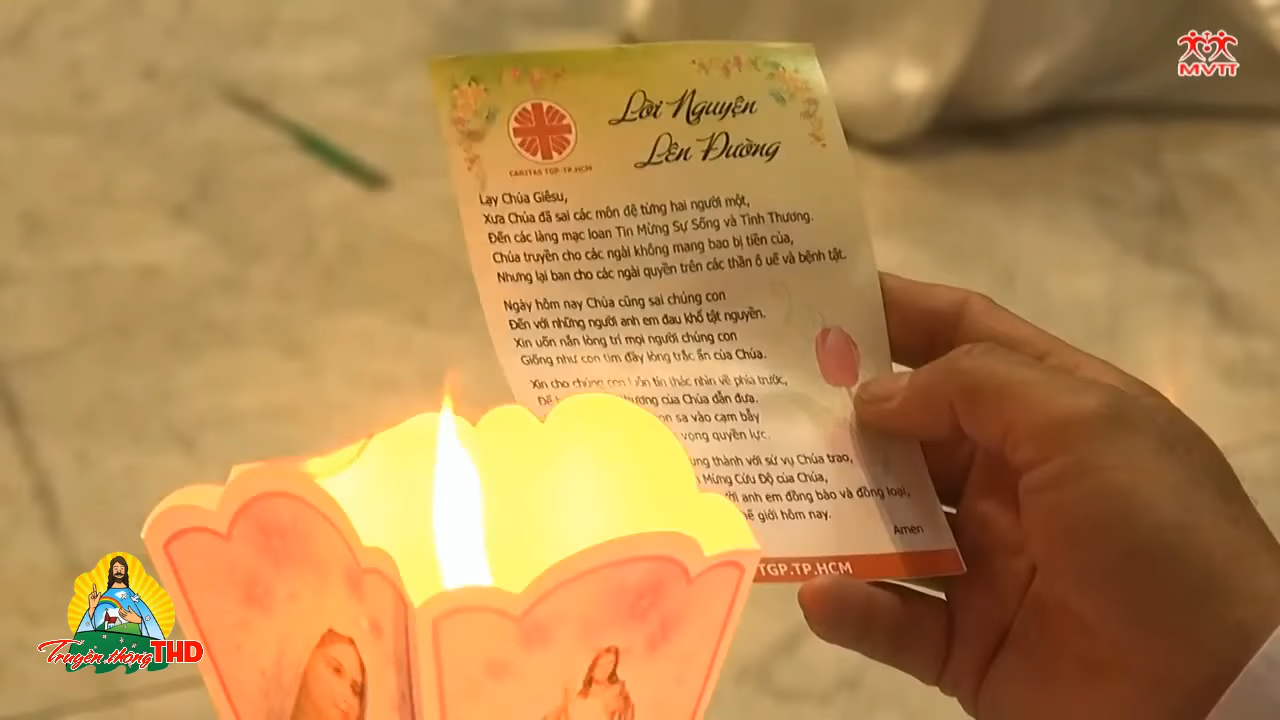 MVTT
Lời Nguyện
Lên Đường
CARITAS TGP-TP.HCM
Lạy Chúa Giêsu,
Xưa Chúa đã sai các môn đệ từng hai người một,
Đến các làng mạc loan Tin Mừng Sự Sống và Tình Thương.
Chúa truyền cho các ngài không mang bao bị tiền của,
Nhưng lại ban cho các ngài quyền trên các thần ô uế và bệnh tật.
Ngày hôm nay Chúa cũng sai chúng con
Đến với những người anh em đau khổ tật nguyền.
Xin uốn nắn lòng trí mọi người chúng con
Giống như con tim đầy lòng trắc ẩn của Chúa.
Xin cho chúng con luôn tín thác nhìn về phía trước,
của Chúa dẫn đưa.
sa vào cạm bẫy
vọng quyền lực.
thành với sứ vụ Chúa trao,
Mừng Cứu Độ của Chúa,
anh em đồng bào và đồng loại,
giới hôm nay.
Amen
TGP.TP.HCM
Truyền thông THD